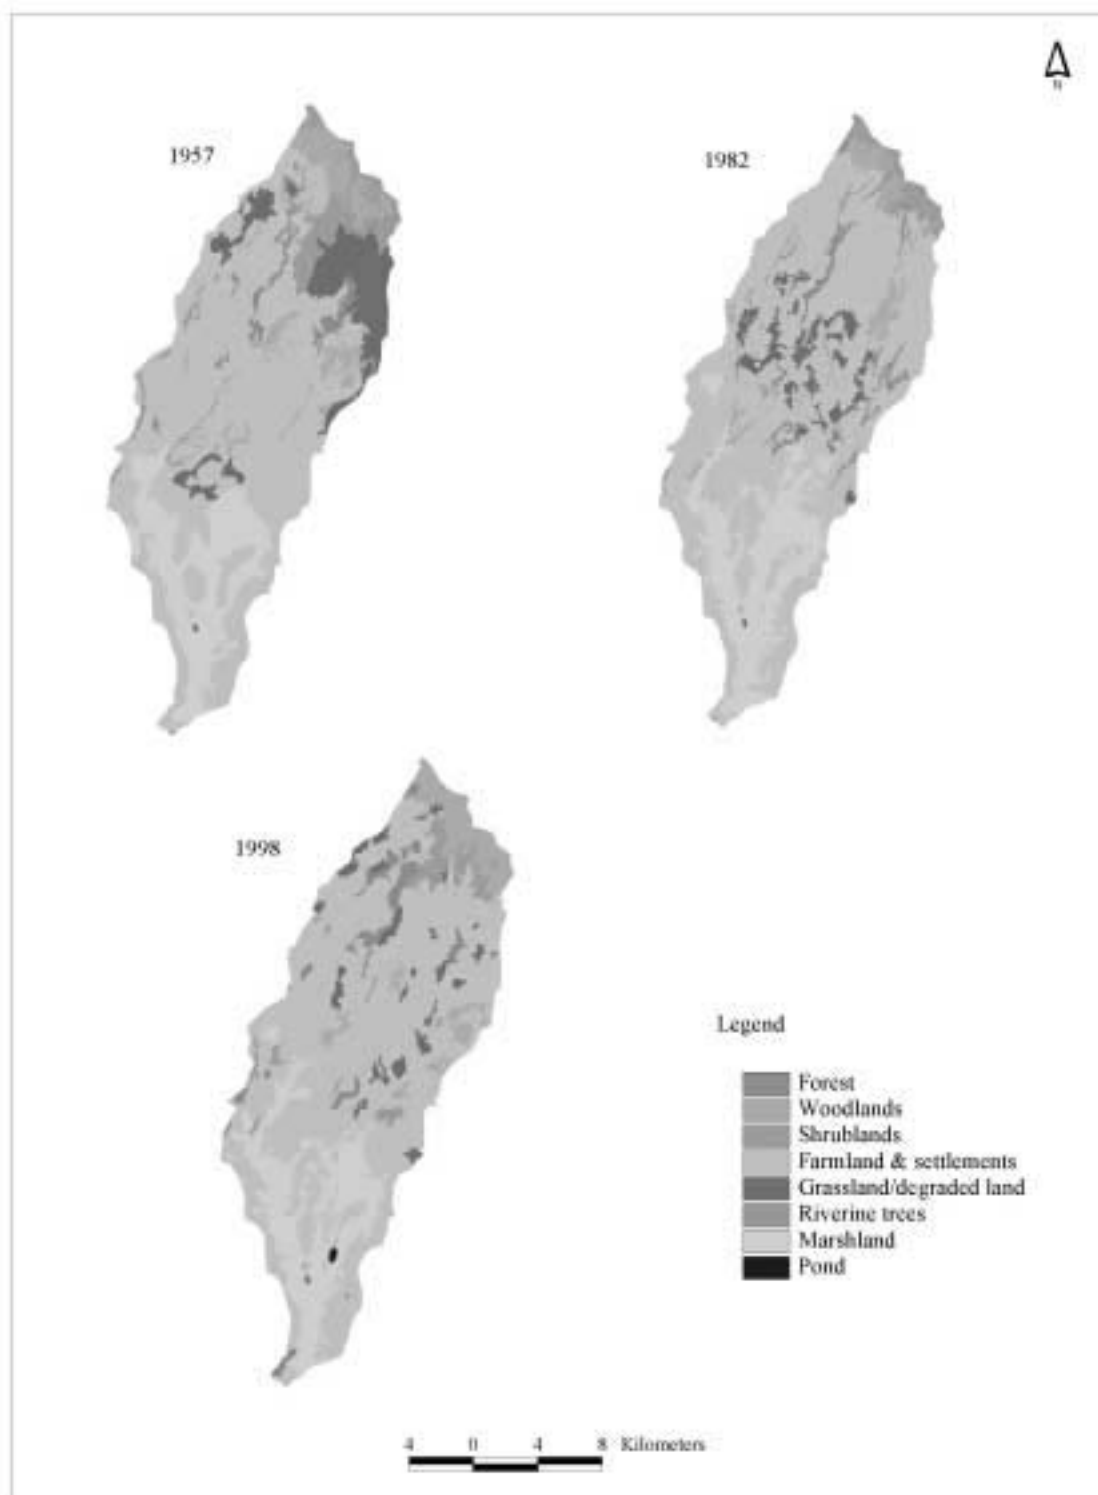 N
1957
1982
1998
Legend
Forest
Woodlands
Shrublands
Farmland & settlements
Grassland/degraded land
Riverine trees
Marshland
Pond
4 0 4 8 Kilometers